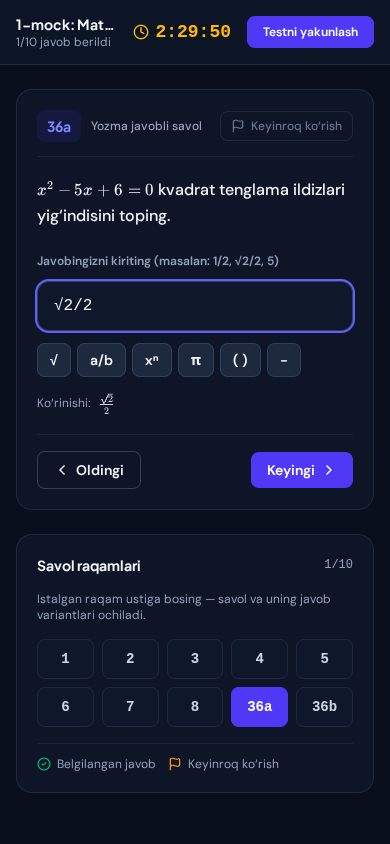 1-mock: Mat...
1/10 javob berildi
2:29:50
Testni yakunlash
36a
Yozma javobli savol
Keyinroq ko‘rish
x² − 5x + 6 = 0 kvadrat tenglama ildizlari
yig‘indisini toping.
Javobingizni kiriting (masalan: 1/2, √2/2, 5)
√2/2
√ a/b xⁿ π ( ) −
Ko‘rinishi: √2/2
Oldingi
Keyingi
Savol raqamlari
1/10
Istalgan raqam ustiga bosing — savol va uning javob
variantlari ochiladi.
1 2 3 4 5
6 7 8 36a 36b
Belgilangan javob
Keyinroq ko‘rish